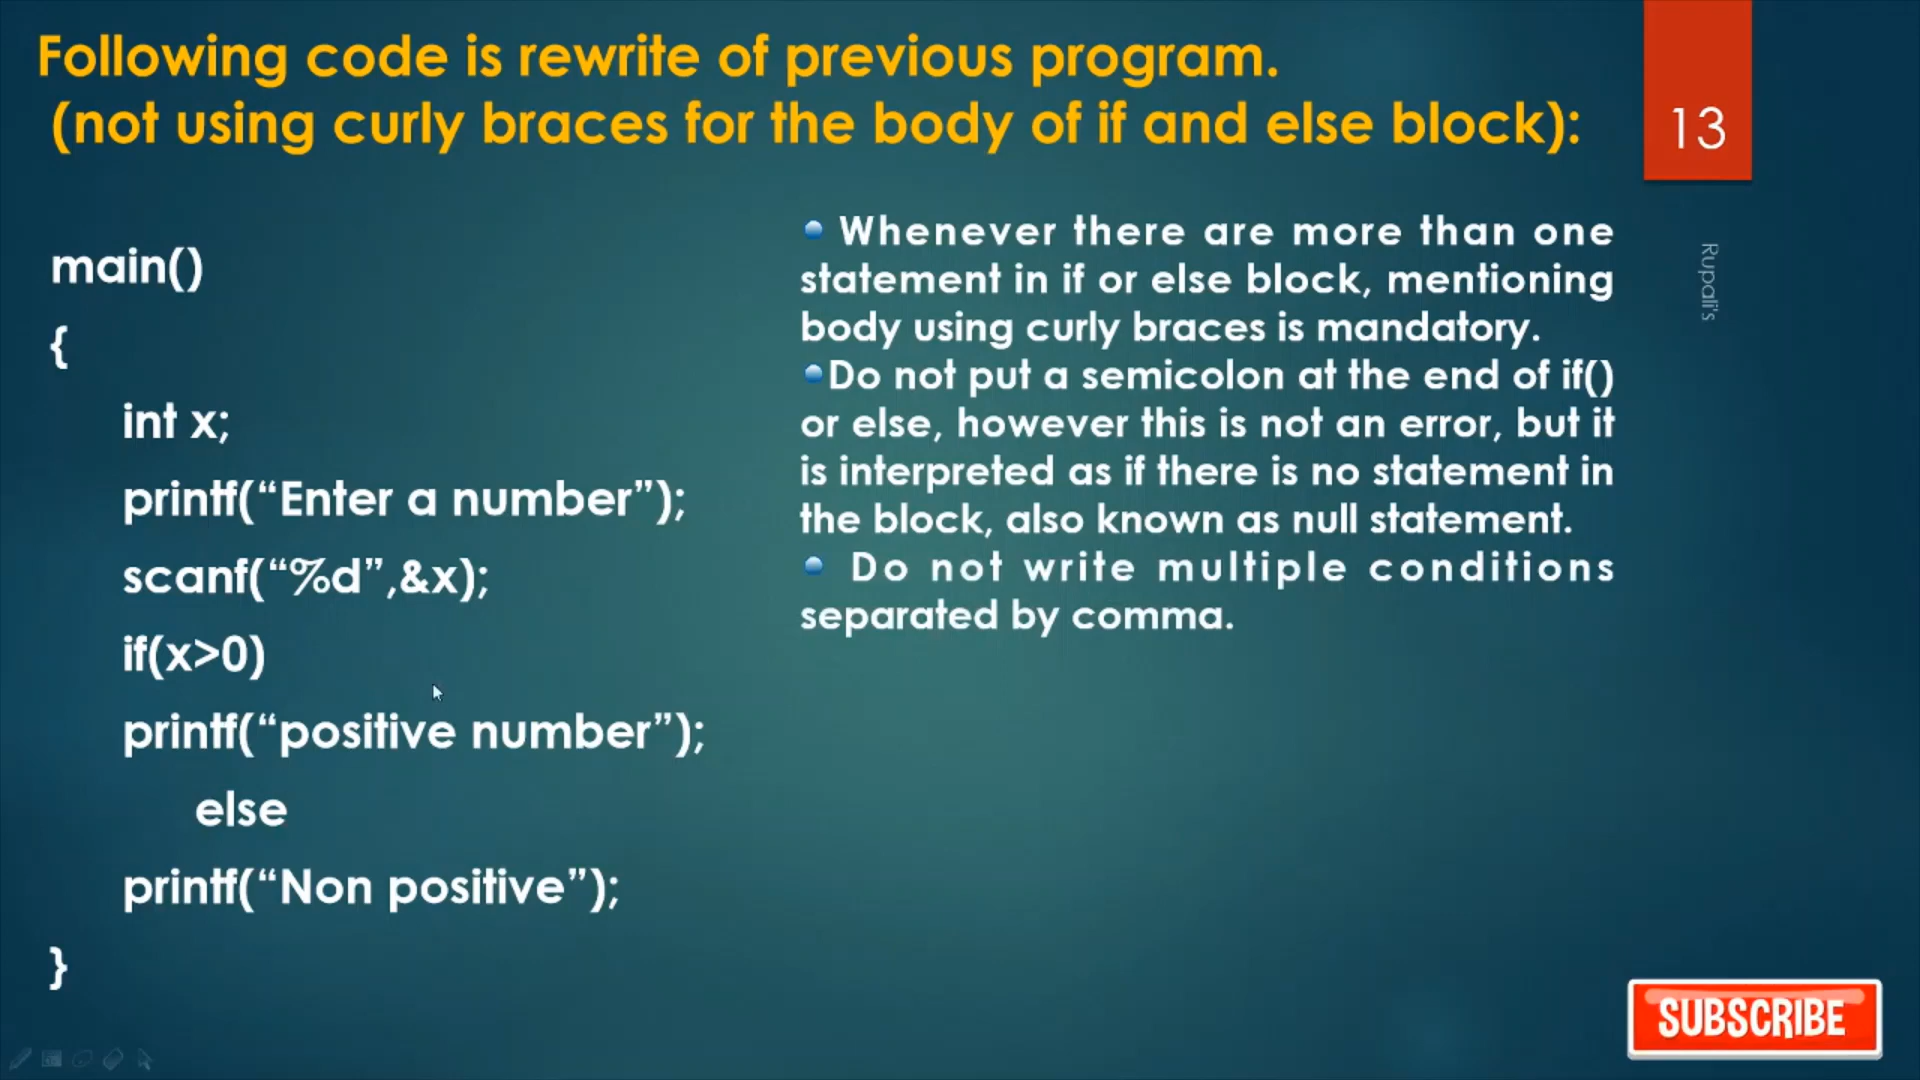 Following code is rewrite of previous program.
(not using curly braces for the body of if and else block):
13
main()
{
int x;
printf(“Enter a number”);
scanf(“%d”,&x);
if(x>0)
printf(“positive number”);
else
printf(“Non positive”);
}
Whenever there are more than one
statement in if or else block, mentioning
body using curly braces is mandatory.
Do not put a semicolon at the end of if()
or else, however this is not an error, but it
is interpreted as if there is no statement in
the block, also known as null statement.
Do not write multiple conditions
separated by comma.
Rupali's
SUBSCRIBE